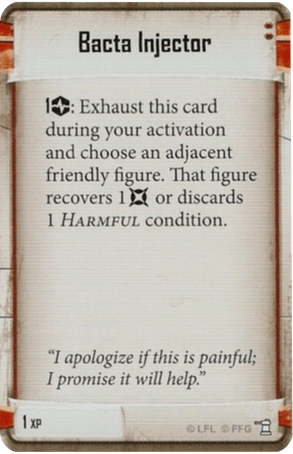 Bacta Injector
1: Exhaust this card
during your activation
and choose an adjacent
friendly figure. That figure
recovers 1 or discards
1 HARMFUL condition.
“I apologize if this is painful;
I promise it will help.”
1 XP
© LFL © FFG